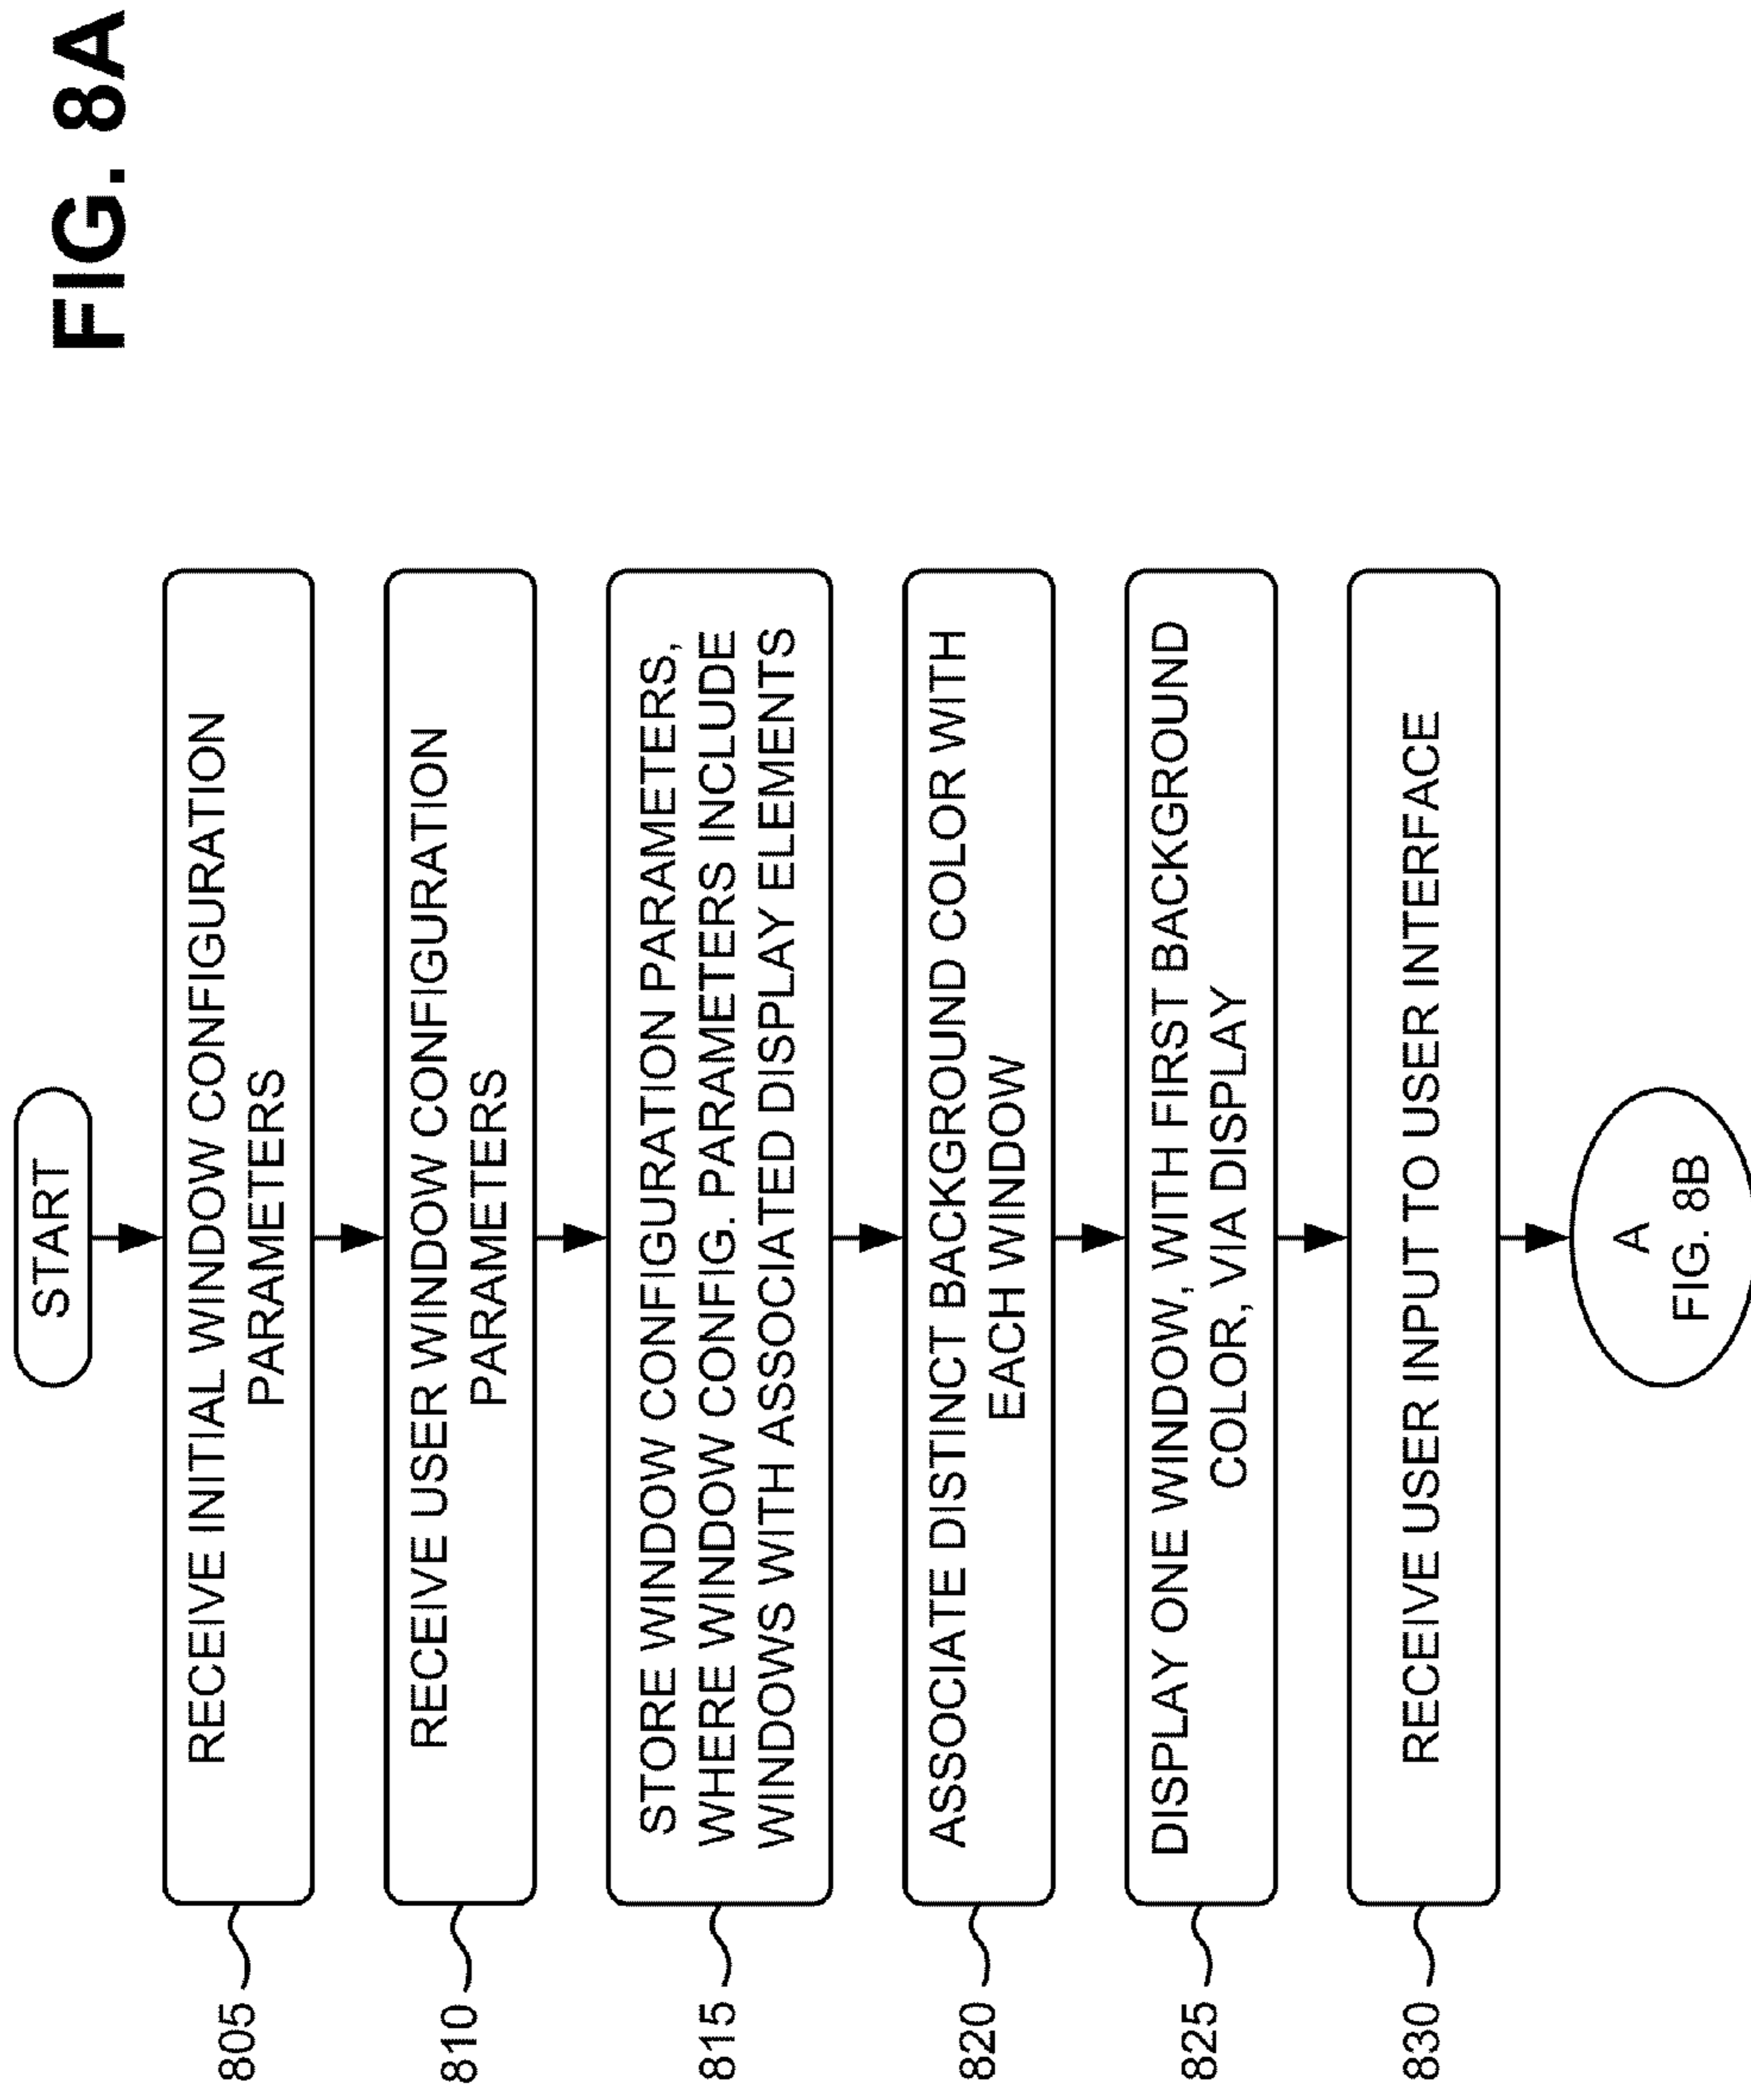 FIG. 8A
START
805
RECEIVE INITIAL WINDOW CONFIGURATION
PARAMETERS
810
RECEIVE USER WINDOW CONFIGURATION
PARAMETERS
815
STORE WINDOW CONFIGURATION PARAMETERS,
WHERE WINDOW CONFIG. PARAMETERS INCLUDE
WINDOWS WITH ASSOCIATED DISPLAY ELEMENTS
820
ASSOCIATE DISTINCT BACKGROUND COLOR WITH
EACH WINDOW
825
DISPLAY ONE WINDOW, WITH FIRST BACKGROUND
COLOR, VIA DISPLAY
830
RECEIVE USER INPUT TO USER INTERFACE
A
FIG. 8B